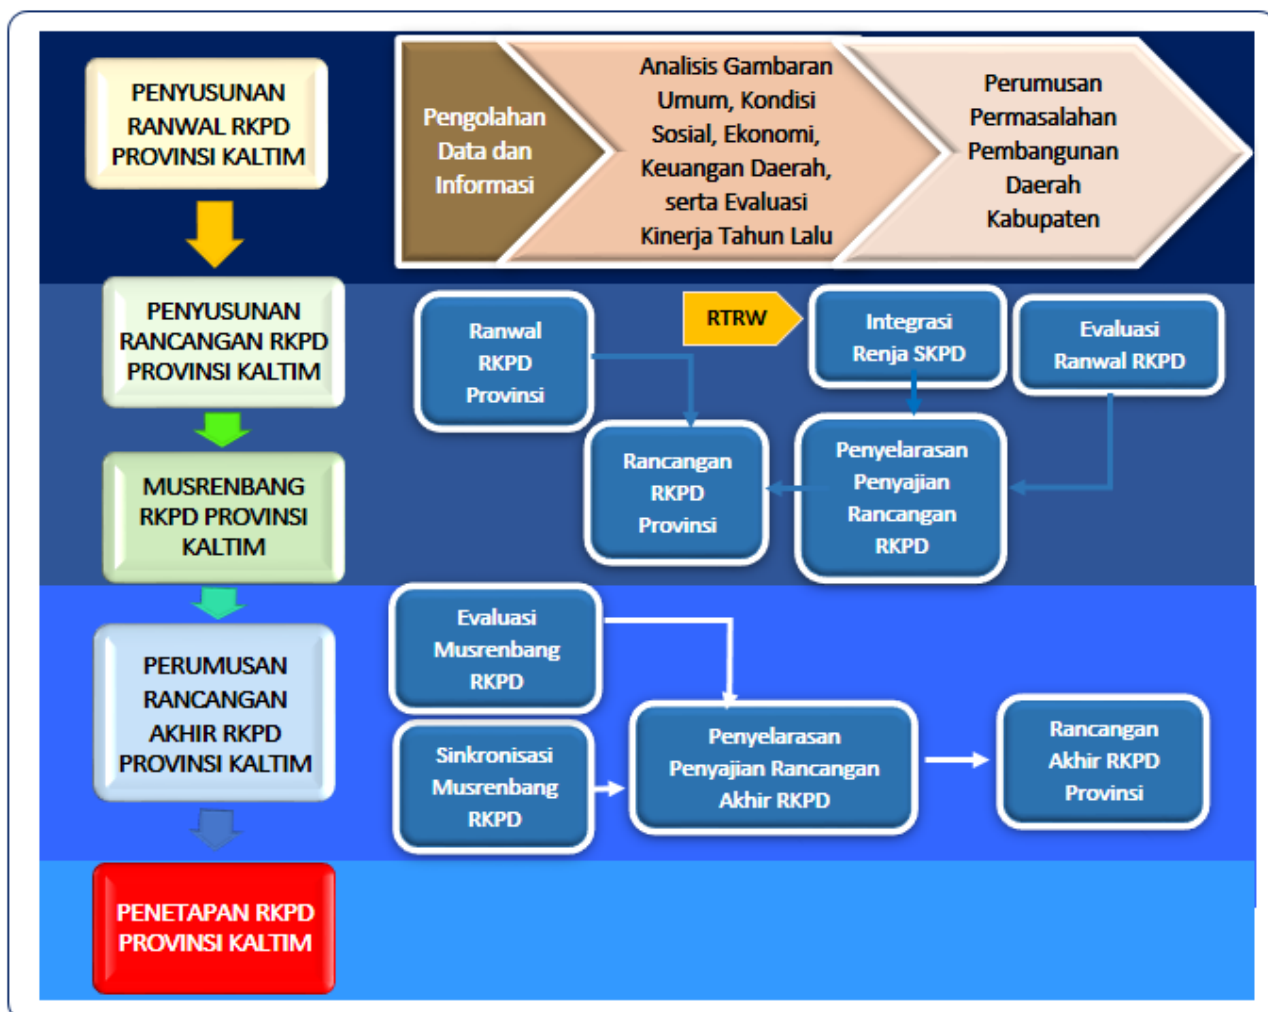 PENYUSUNAN
RANWAL RKPD
PROVINSI KALTIM
Pengolahan
Data dan
Informasi
Analisis Gambaran
Umum, Kondisi
Sosial, Ekonomi,
Keuangan Daerah,
serta Evaluasi
Kinerja Tahun Lalu
Perumusan
Permasalahan
Pembangunan
Daerah
Kabupaten
PENYUSUNAN
RANCANGAN RKPD
PROVINSI KALTIM
Ranwal
RKPD
Provinsi
RTRW
Integrasi
Renja SKPD
Evaluasi
Ranwal RKPD
Rancangan
RKPD
Provinsi
Penyelarasan
Penyajian
Rancangan
RKPD
MUSRENBANG
RKPD PROVINSI
KALTIM
Evaluasi
Musrenbang
RKPD
PERUMUSAN
RANCANGAN
AKHIR RKPD
PROVINSI KALTIM
Sinkronisasi
Musrenbang
RKPD
Penyelarasan
Penyajian Rancangan
Akhir RKPD
Rancangan
Akhir RKPD
Provinsi
PENETAPAN RKPD
PROVINSI KALTIM